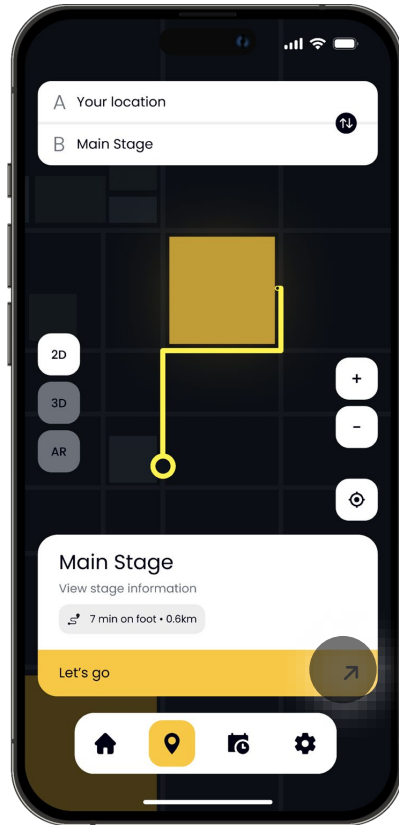 A Your location
B Main Stage
2D
3D
AR
+
-
Main Stage
View stage information
7 min on foot • 0.6km
Let's go